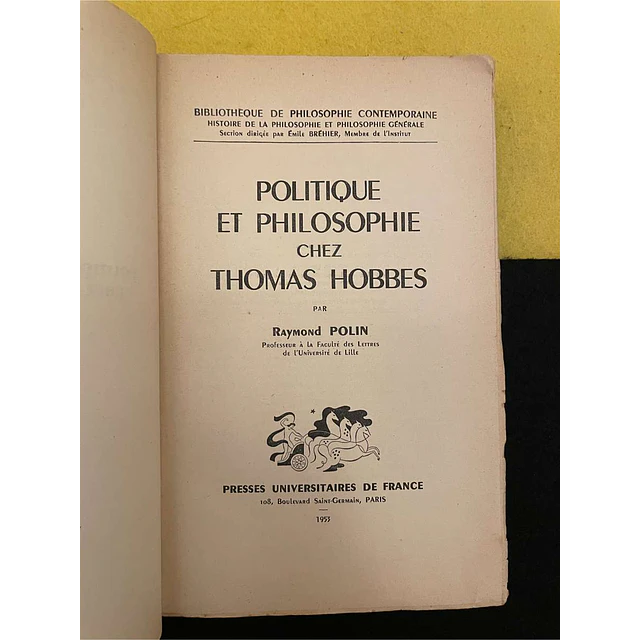 BIBLIOTHÈQUE DE PHILOSOPHIE CONTEMPORAINE
HISTOIRE DE LA PHILOSOPHIE ET PHILOSOPHIE GÉNÉRALE
Section dirigée par Émile BRÉHIER, Membre de l'Institut
POLITIQUE
ET PHILOSOPHIE
CHEZ
THOMAS HOBBES
PAR
Raymond POLIN
Professeur à la Faculté des Lettres
de l'Université de Lille
PRESSES UNIVERSITAIRES DE FRANCE
108, Boulevard Saint-Germain, PARIS
1953